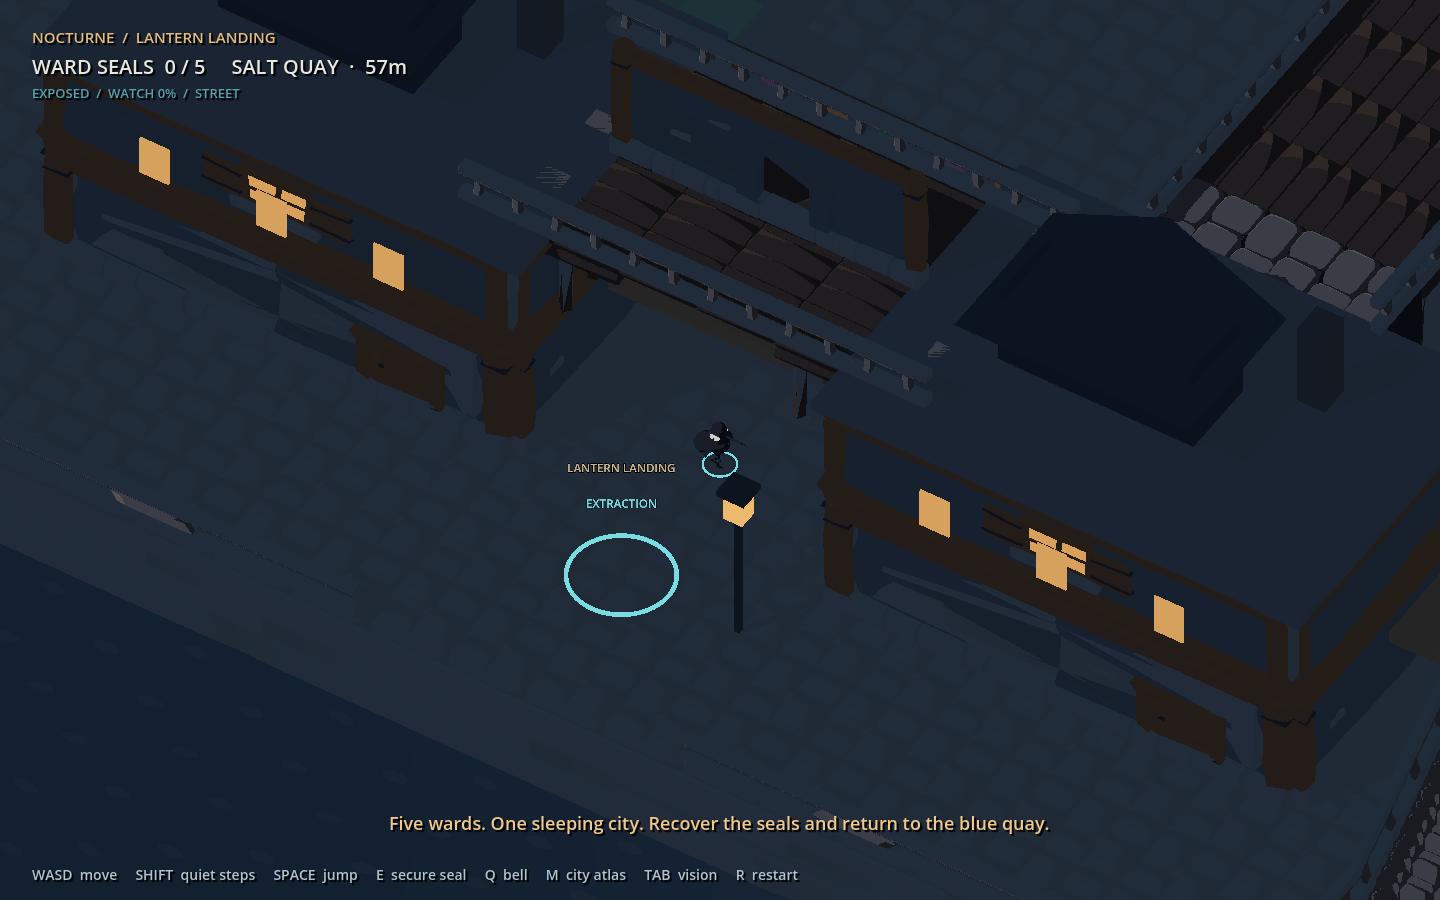 NOCTURNE / LANTERN LANDING
WARD SEALS 0 / 5 SALT QUAY · 57m
EXPOSED / WATCH 0% / STREET
LANTERN LANDING
EXTRACTION
Five wards. One sleeping city. Recover the seals and return to the blue quay.
WASD move SHIFT quiet steps SPACE jump E secure seal Q bell M city atlas TAB vision R restart